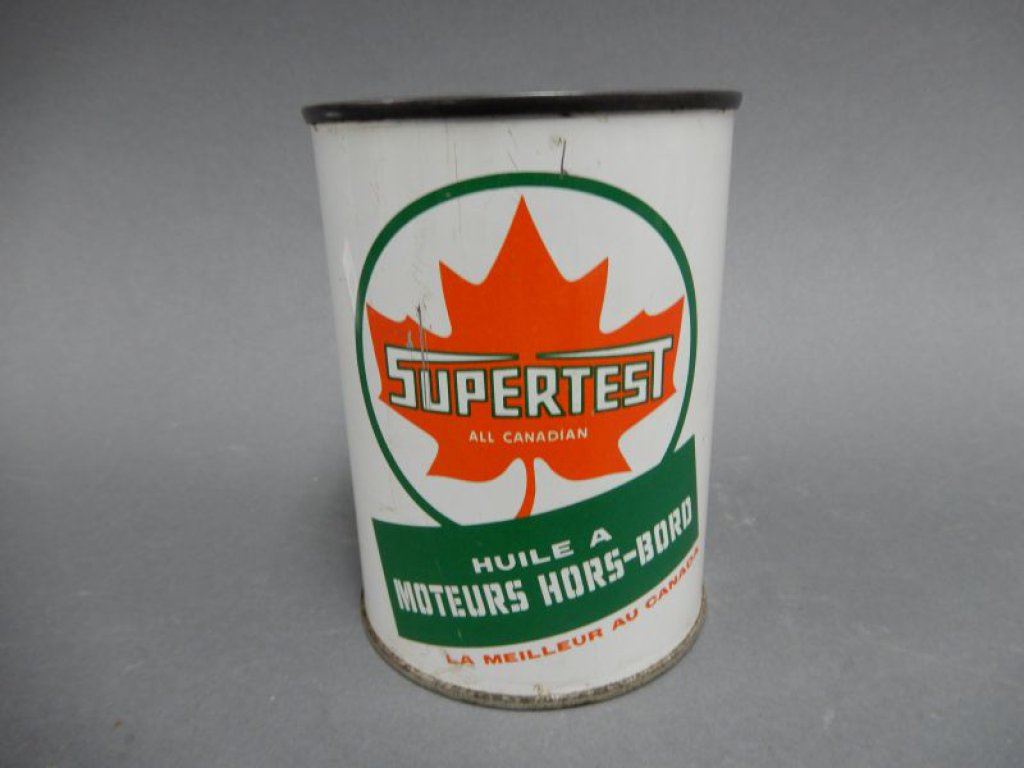 SUPERTEST
ALL CANADIAN
HUILE A
MOTEURS HORS-BORD
LA MEILLEUR AU CANADA